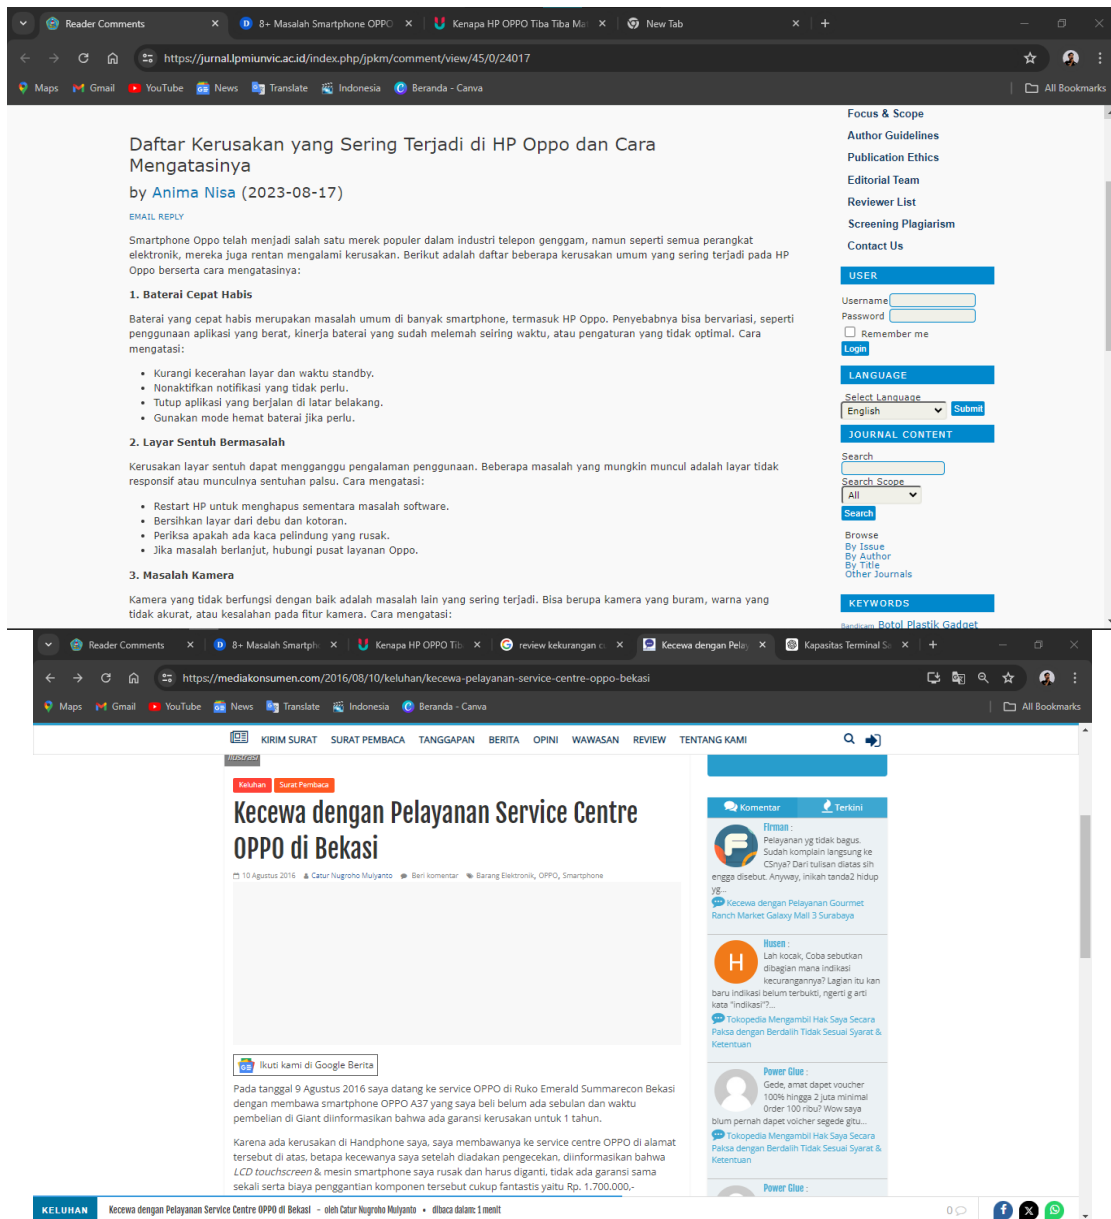 Reader Comments
8+ Masalah Smartphone OPPO
Kenapa HP OPPO Tiba Tiba Ma
New Tab
https://jurnal.lpmiunvic.ac.id/index.php/jpkm/comment/view/45/0/24017
Maps
Gmail
YouTube
News
Translate
Indonesia
Beranda - Canva
All Bookmarks
Daftar Kerusakan yang Sering Terjadi di HP Oppo dan Cara
Mengatasinya
by Anima Nisa (2023-08-17)
EMAIL REPLY
Smartphone Oppo telah menjadi salah satu merek populer dalam industri telepon genggam, namun seperti semua perangkat
elektronik, mereka juga rentan mengalami kerusakan. Berikut adalah daftar beberapa kerusakan umum yang sering terjadi pada HP
Oppo berserta cara mengatasinya:
1. Baterai Cepat Habis
Baterai yang cepat habis merupakan masalah umum di banyak smartphone, termasuk HP Oppo. Penyebabnya bisa bervariasi, seperti
penggunaan aplikasi yang berat, kinerja baterai yang sudah melemah seiring waktu, atau pengaturan yang tidak optimal. Cara
mengatasi:
• Kurangi kecerahan layar dan waktu standby.
• Nonaktifkan notifikasi yang tidak perlu.
• Tutup aplikasi yang berjalan di latar belakang.
• Gunakan mode hemat baterai jika perlu.
2. Layar Sentuh Bermasalah
Kerusakan layar sentuh dapat mengganggu pengalaman penggunaan. Beberapa masalah yang mungkin muncul adalah layar tidak
responsif atau munculnya sentuhan palsu. Cara mengatasi:
• Restart HP untuk menghapus sementara masalah software.
• Bersihkan layar dari debu dan kotoran.
• Periksa apakah ada kaca pelindung yang rusak.
• Jika masalah berlanjut, hubungi pusat layanan Oppo.
3. Masalah Kamera
Kamera yang tidak berfungsi dengan baik adalah masalah lain yang sering terjadi. Bisa berupa kamera yang buram, warna yang
tidak akurat, atau kesalahan pada fitur kamera. Cara mengatasi:
Focus & Scope
Author Guidelines
Publication Ethics
Editorial Team
Reviewer List
Screening Plagiarism
Contact Us
USER
Username
Password
Remember me
Login
LANGUAGE
Select Language
English
Submit
JOURNAL CONTENT
Search
Search Scope
All
Search
Browse
By Issue
By Author
By Title
Other Journals
KEYWORDS
Bandicam Botol Plastik Gadget
Reader Comments
8+ Masalah Smartph
Kenapa HP OPPO Tib
review kekurangan c
Kecewa dengan Pelay
Kapasitas Terminal Sa
https://mediakonsumen.com/2016/08/10/keluhan/kecewa-pelayanan-service-centre-oppo-bekasi
Maps
Gmail
YouTube
News
Translate
Indonesia
Beranda - Canva
All Bookmarks
KIRIM SURAT
SURAT PEMBACA
TANGGAPAN
BERITA
OPINI
WAWASAN
REVIEW
TENTANG KAMI
Ilustrasi
Keluhan
Surat Pembaca
Kecewa dengan Pelayanan Service Centre
OPPO di Bekasi
10 Agustus 2016 Catur Nugroho Mulyanto Beri komentar Barang Elektronik, OPPO, Smartphone
Ikuti kami di Google Berita
Pada tanggal 9 Agustus 2016 saya datang ke service OPPO di Ruko Emerald Summarecon Bekasi
dengan membawa smartphone OPPO A37 yang saya beli belum ada sebulan dan waktu
pembelian di Giant diinformasikan bahwa ada garansi kerusakan untuk 1 tahun.
Karena ada kerusakan di Handphone saya, saya membawanya ke service centre OPPO di alamat
tersebut di atas, betapa kecewanya saya setelah diadakan pengecekan, diinformasikan bahwa
LCD touchscreen & mesin smartphone saya rusak dan harus diganti, tidak ada garansi sama
sekali serta biaya penggantian komponen tersebut cukup fantastis yaitu Rp. 1.700.000,-
Komentar
Terkini
Firman :
Pelayanan yg tidak bagus.
Sudah komplain langsung ke
CSnya? Dari tulisan diatas sih
engga disebut. Anyway, inikah tanda2 hidup
yg...
Kecewa dengan Pelayanan Gourmet
Ranch Market Galaxy Mall 3 Surabaya
H
Husen :
Lah kocak, Coba sebutkan
dibagian mana indikasi
kecurangannya? Lagian itu kan
baru indikasi belum terbukti, ngerti g arti
kata "indikasi"?...
Tokopedia Mengambil Hak Saya Secara
Paksa dengan Berdalih Tidak Sesuai Syarat &
Ketentuan
Power Glue :
Gede, amat dapet voucher
100% hingga 2 juta minimal
Order 100 ribu? Wow saya
blum pernah dapet voicher segede gitu...
Tokopedia Mengambil Hak Saya Secara
Paksa dengan Berdalih Tidak Sesuai Syarat &
Ketentuan
Power Glue :
KELUHAN
Kecewa dengan Pelayanan Service Centre OPPO di Bekasi - oleh Catur Nugroho Mulyanto • dibaca dalam: 1 menit
0